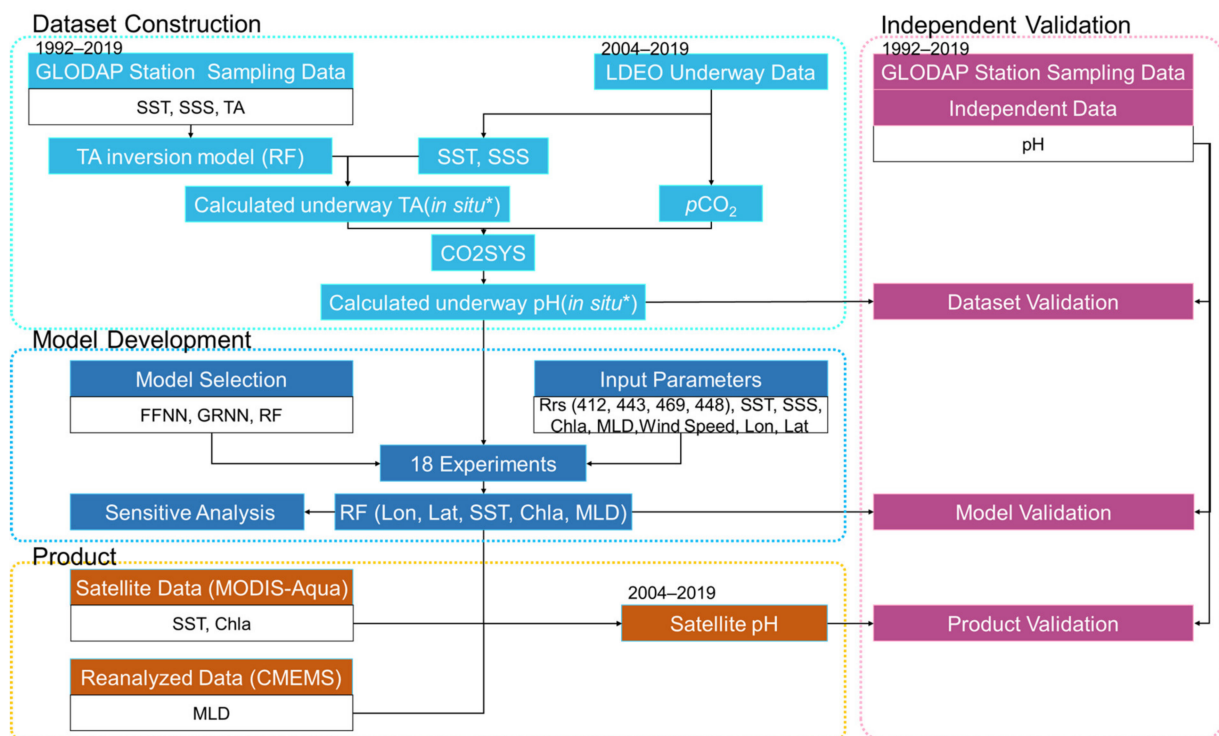 Dataset Construction
1992–2019
GLODAP Station Sampling Data
SST, SSS, TA
TA inversion model (RF)
2004–2019
LDEO Underway Data
SST, SSS
Calculated underway TA(in situ*)
pCO₂
CO2SYS
Calculated underway pH(in situ*)
Independent Validation
1992–2019
GLODAP Station Sampling Data
Independent Data
pH
Dataset Validation
Model Development
Model Selection
FFNN, GRNN, RF
Input Parameters
Rrs (412, 443, 469, 448), SST, SSS,
Chla, MLD,Wind Speed, Lon, Lat
18 Experiments
Sensitive Analysis
RF (Lon, Lat, SST, Chla, MLD)
Model Validation
Product
Satellite Data (MODIS-Aqua)
SST, Chla
2004–2019
Satellite pH
Product Validation
Reanalyzed Data (CMEMS)
MLD